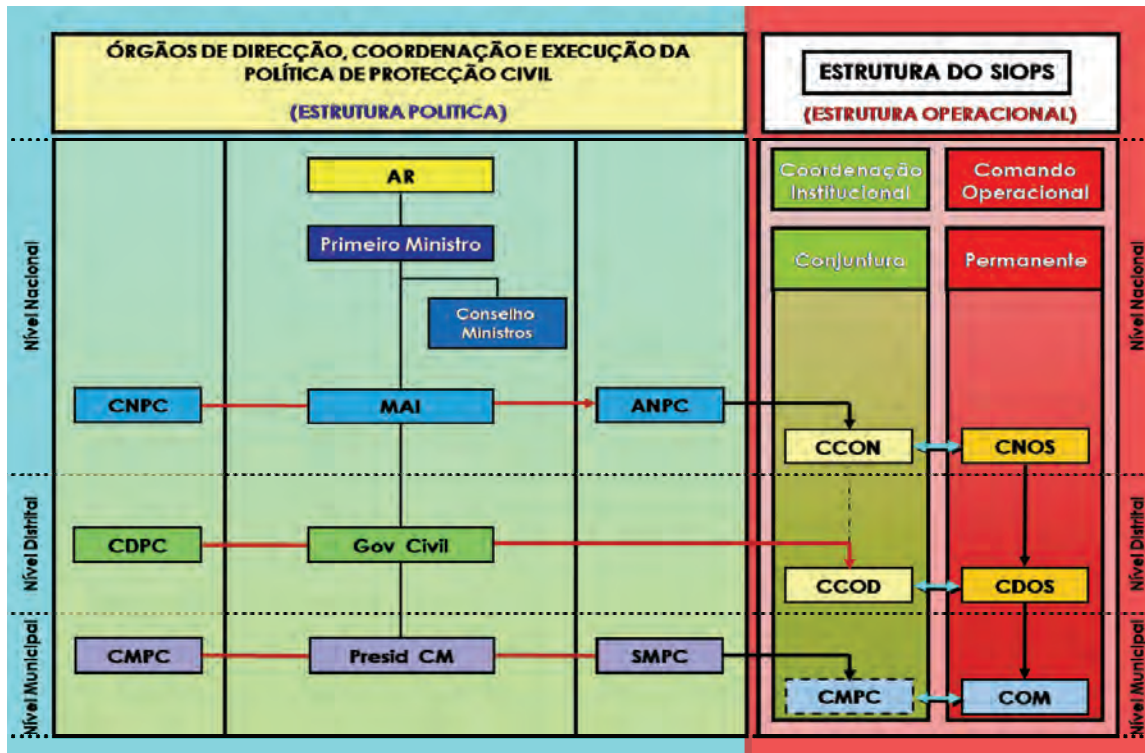 ÓRGÃOS DE DIRECÇÃO, COORDENAÇÃO E EXECUÇÃO DA
POLÍTICA DE PROTECÇÃO CIVIL
(ESTRUTURA POLITICA)
ESTRUTURA DO SIOPS
(ESTRUTURA OPERACIONAL)
Nível Nacional
AR
Primeiro Ministro
Conselho
Ministros
CNPC
MAI
ANPC
Coordenação
Institucional
Comando
Operacional
Conjuntura
Permanente
CCON
CNOS
Nível Nacional
Nível Distrital
CDPC
Gov Civil
CCOD
CDOS
Nível Distrital
Nível Municipal
CMPC
Presid CM
SMPC
CMPC
COM
Nível Municipal